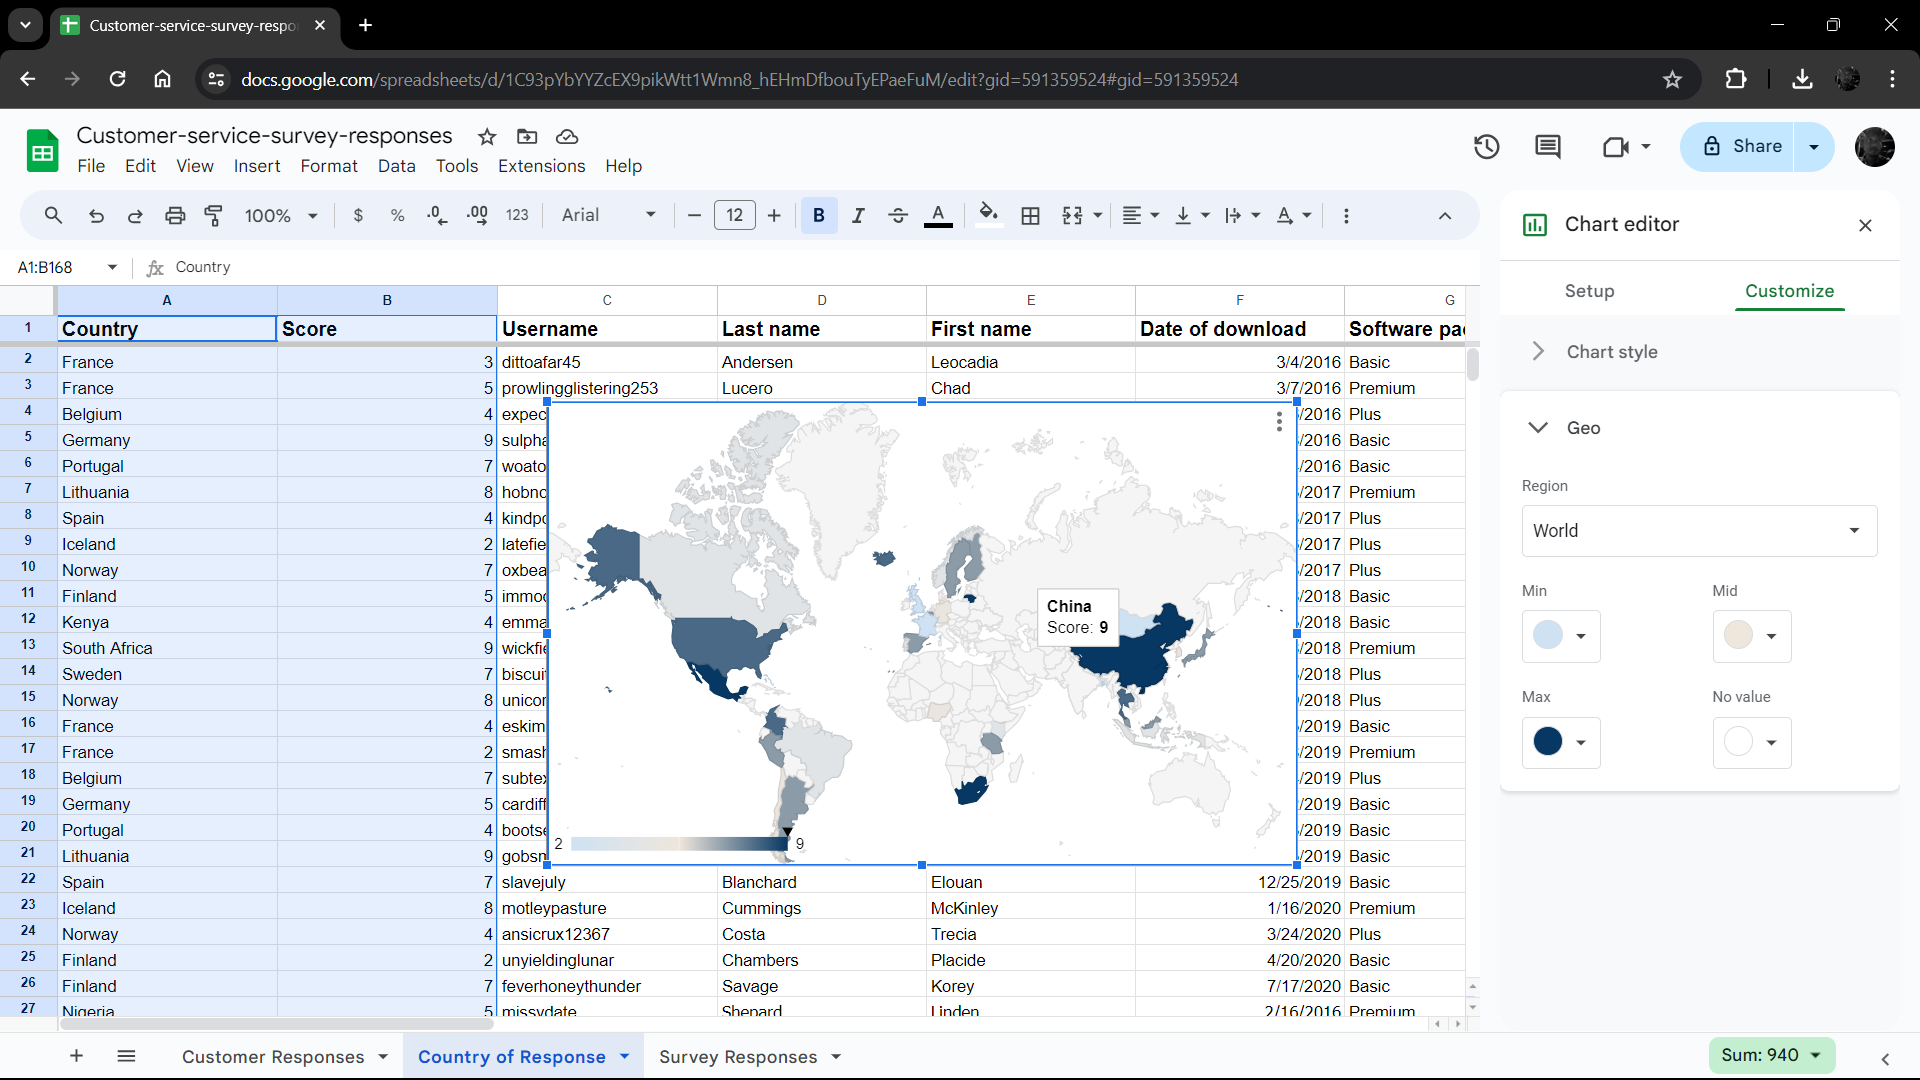 Customer-service-survey-respo
docs.google.com/spreadsheets/d/1C93pYbYYZcEX9pikWtt1Wmn8_hEHmDfbouTyEPaeFuM/edit?gid=591359524#gid=591359524
Customer-service-survey-responses
File Edit View Insert Format Data Tools Extensions Help
Share
100% $ % .0 .00 123 Arial 12 B I S A
Chart editor
A1:B168 fx Country
Setup Customize
A B C D E F G
1 Country Score Username Last name First name Date of download Software pa
Chart style
2 France 3 dittoafar45 Andersen Leocadia 3/4/2016 Basic
3 France 5 prowlingglistering253 Lucero Chad 3/7/2016 Premium
4 Belgium 4 expec /2016 Plus
5 Germany 9 sulpha /2016 Basic
6 Portugal 7 woato /2016 Basic
7 Lithuania 8 hobno /2017 Premium
8 Spain 4 kindpo /2017 Plus
9 Iceland 2 latefie /2017 Plus
10 Norway 7 oxbea /2017 Plus
11 Finland 5 immod /2018 Basic
12 Kenya 4 emma /2018 Basic
13 South Africa 9 wickfie /2018 Premium
14 Sweden 7 biscui /2018 Plus
15 Norway 8 unicor /2018 Plus
16 France 4 eskim /2019 Basic
17 France 2 smash /2019 Premium
18 Belgium 7 subtex /2019 Plus
19 Germany 5 cardiff /2019 Basic
20 Portugal 4 bootse /2019 Basic
21 Lithuania 9 gobsn /2019 Basic
22 Spain 7 slavejuly Blanchard Elouan 12/25/2019 Basic
23 Iceland 8 motleypasture Cummings McKinley 1/16/2020 Premium
24 Norway 4 ansicrux12367 Costa Trecia 3/24/2020 Plus
25 Finland 2 unyieldinglunar Chambers Placide 4/20/2020 Basic
26 Finland 7 feverhoneythunder Savage Korey 7/17/2020 Basic
27 Nigeria 5 missydate Shepard Linden 2/16/2016 Premium
China
Score: 9
2 9
Geo
Region
World
Min Mid
Max No value
Customer Responses Country of Response Survey Responses
Sum: 940